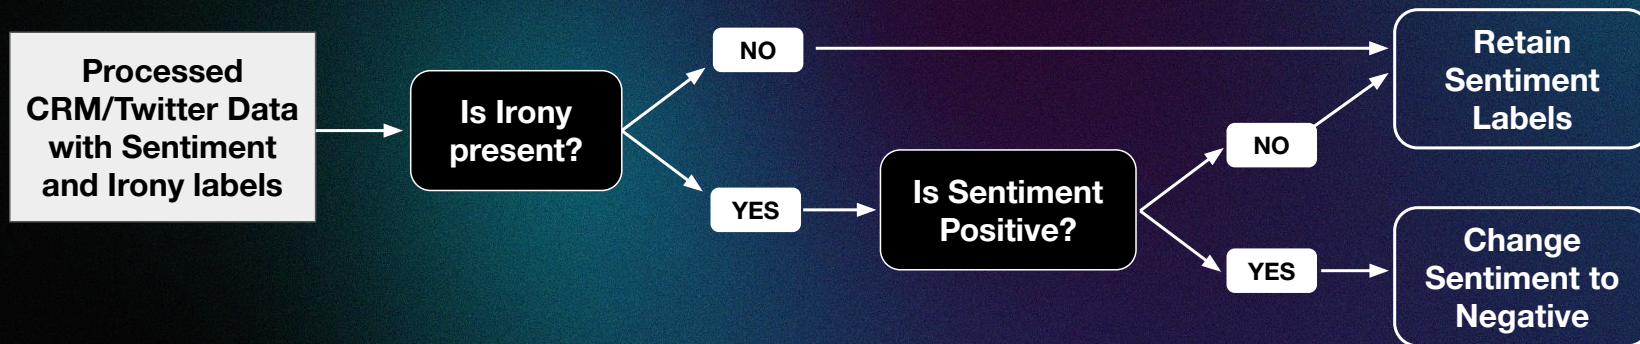 Processed
CRM/Twitter Data
with Sentiment
and Irony labels
Is Irony
present?
NO
YES
Is Sentiment
Positive?
NO
YES
Retain
Sentiment
Labels
Change
Sentiment to
Negative